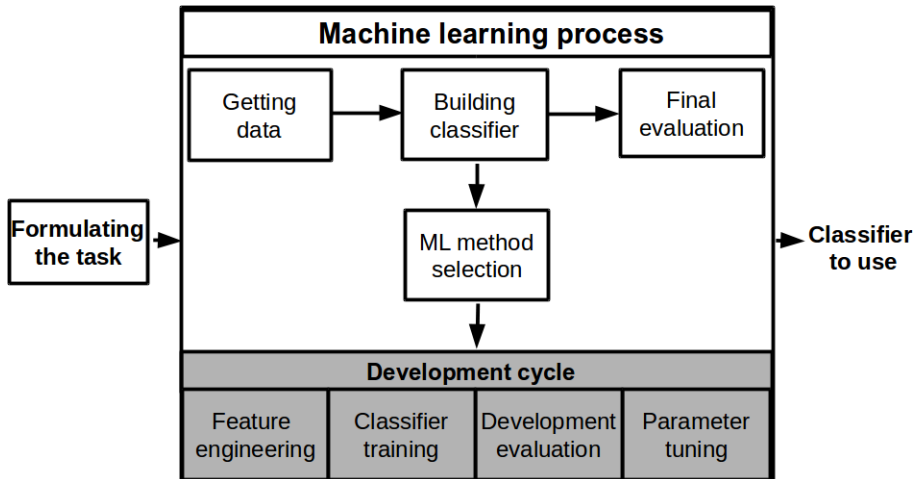 Machine learning process
Getting
data
Building
classifier
Final
evaluation
Formulating
the task
ML method
selection
Classifier
to use
Development cycle
Feature
engineering
Classifier
training
Development
evaluation
Parameter
tuning